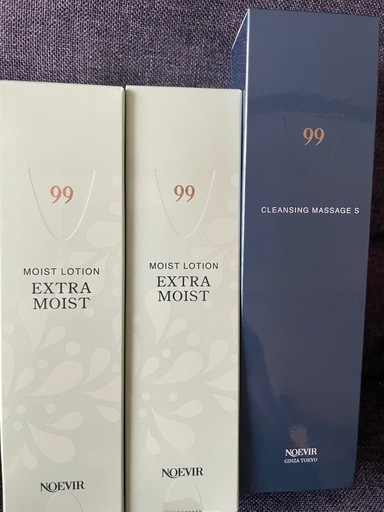 99
MOIST LOTION
EXTRA
MOIST
NOEVIR
99
MOIST LOTION
EXTRA
MOIST
NOEVIR
99
CLEANSING MASSAGE S
NOEVIR
GINZA TOKYO